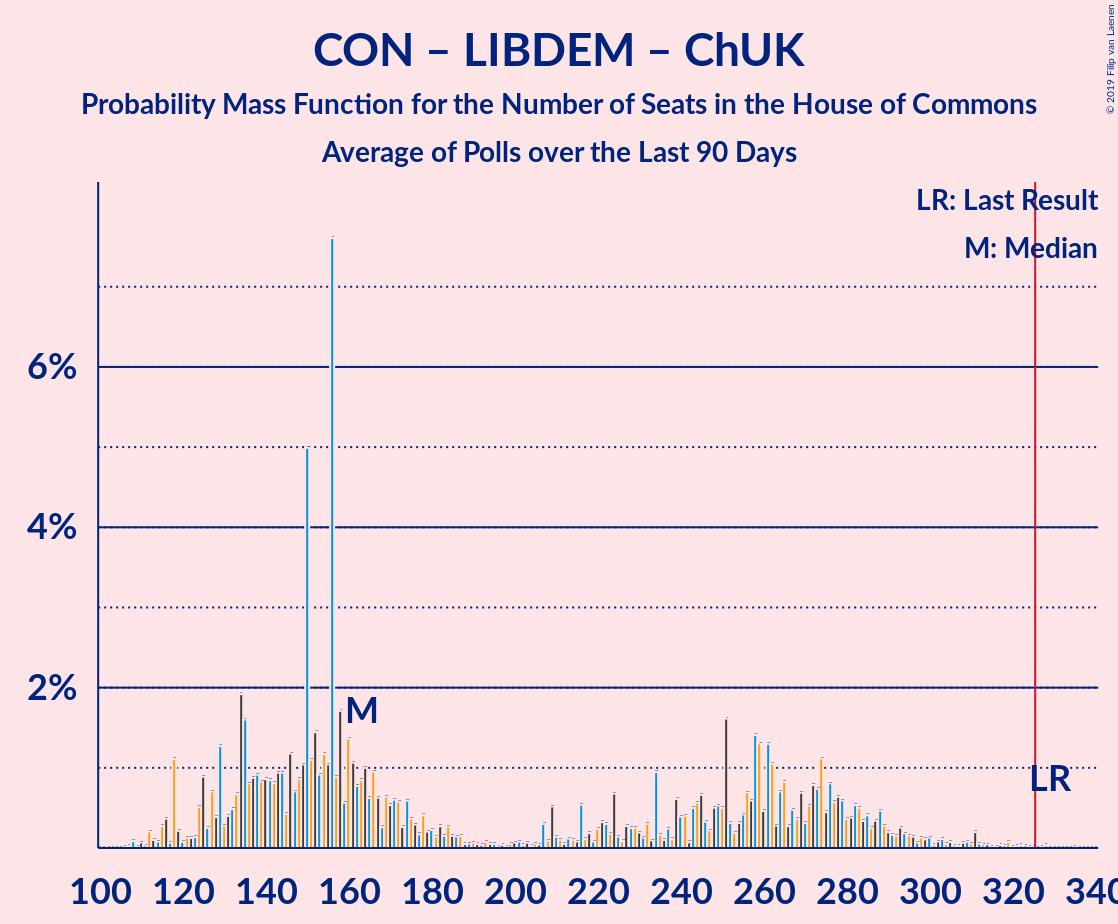 CON – LIBDEM – ChUK
Probability Mass Function for the Number of Seats in the House of Commons
Average of Polls over the Last 90 Days
© 2019 Filip van Laenen
LR: Last Result
M: Median
6%
4%
2%
M
LR
100 120 140 160 180 200 220 240 260 280 300 320 340